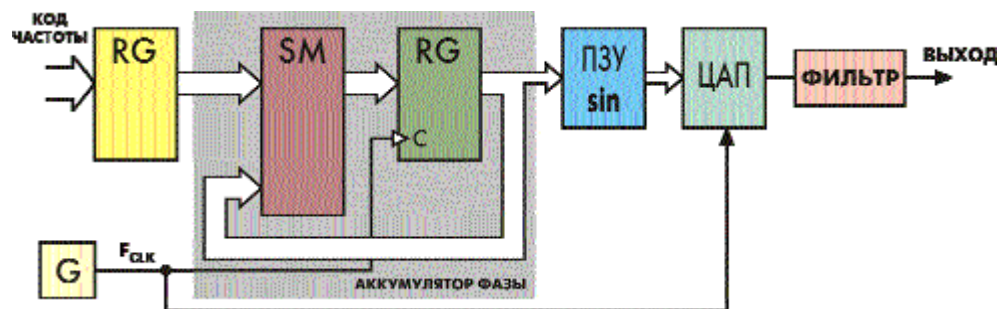 КОД
ЧАСТОТЫ
RG
SM
RG
C
ПЗУ
sin
ЦАП
ФИЛЬТР
ВЫХОД
G
FCLK
АККУМУЛЯТОР ФАЗЫ